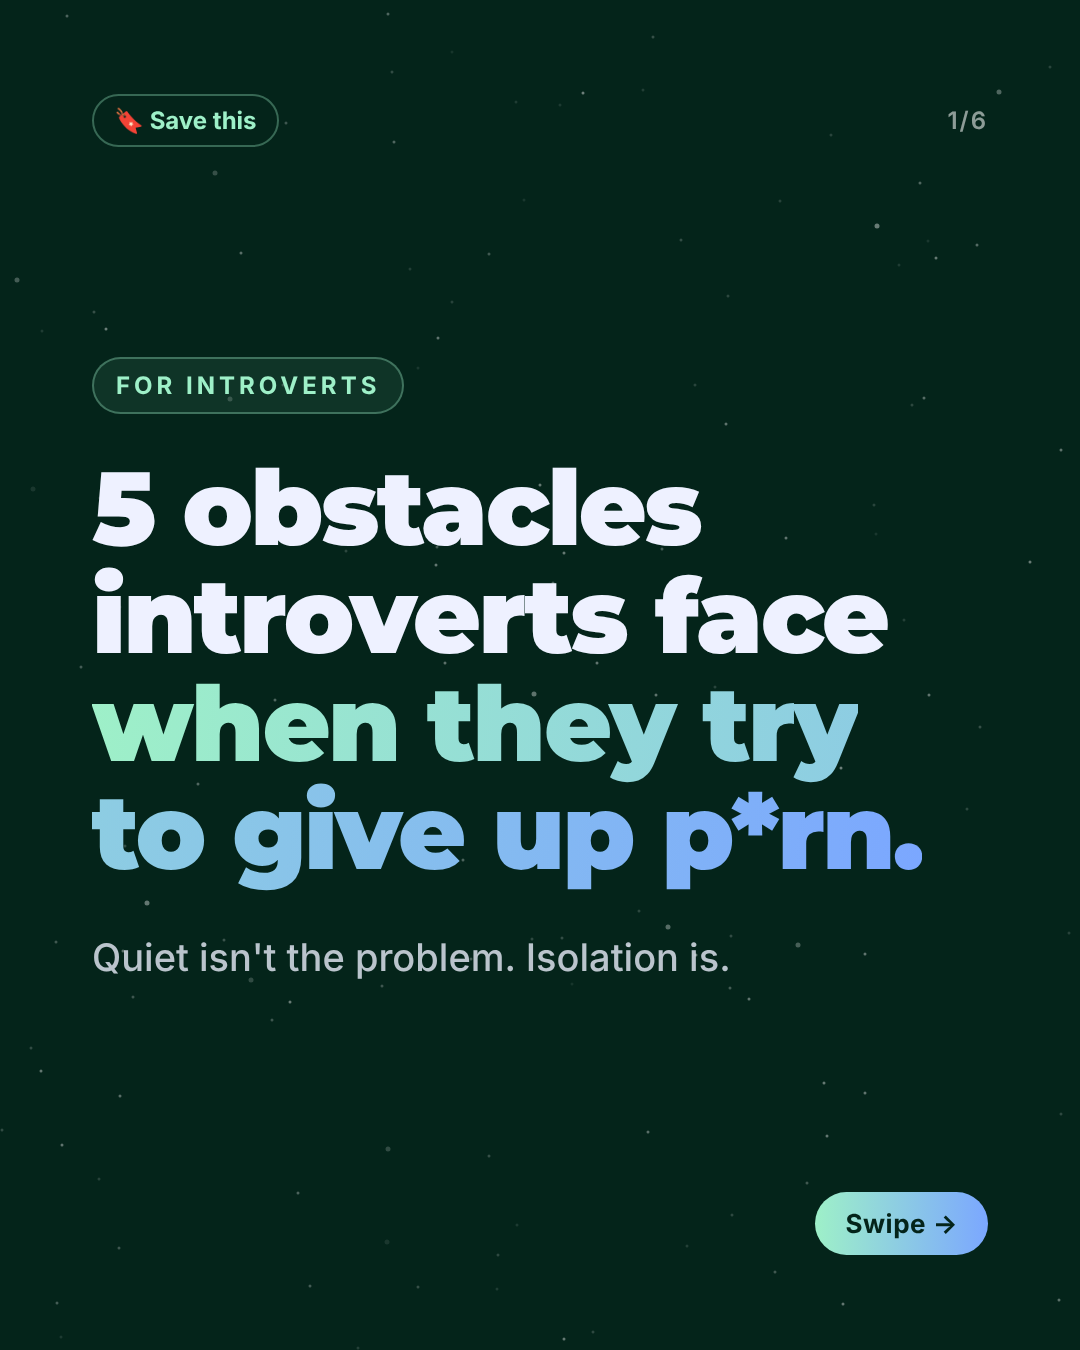 🔖 Save this
1/6
FOR INTROVERTS
5 obstacles
introverts face
when they try
to give up p*rn.
Quiet isn't the problem. Isolation is.
Swipe →